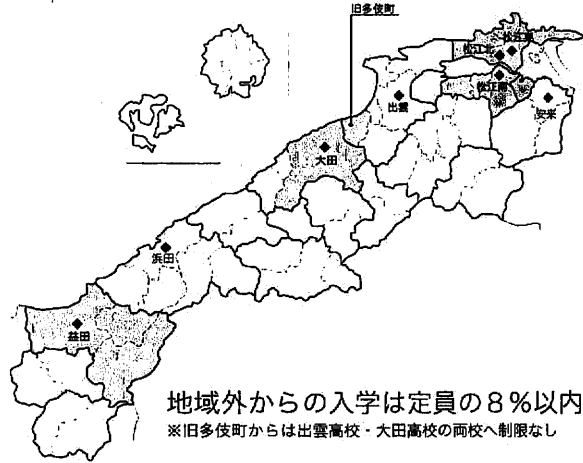 旧多伎町
松江北
松江東
松江南
出雲
安来
大田
浜田
益田
地域外からの入学は定員の8%以内
※旧多伎町からは出雲高校・大田高校の両校へ制限なし